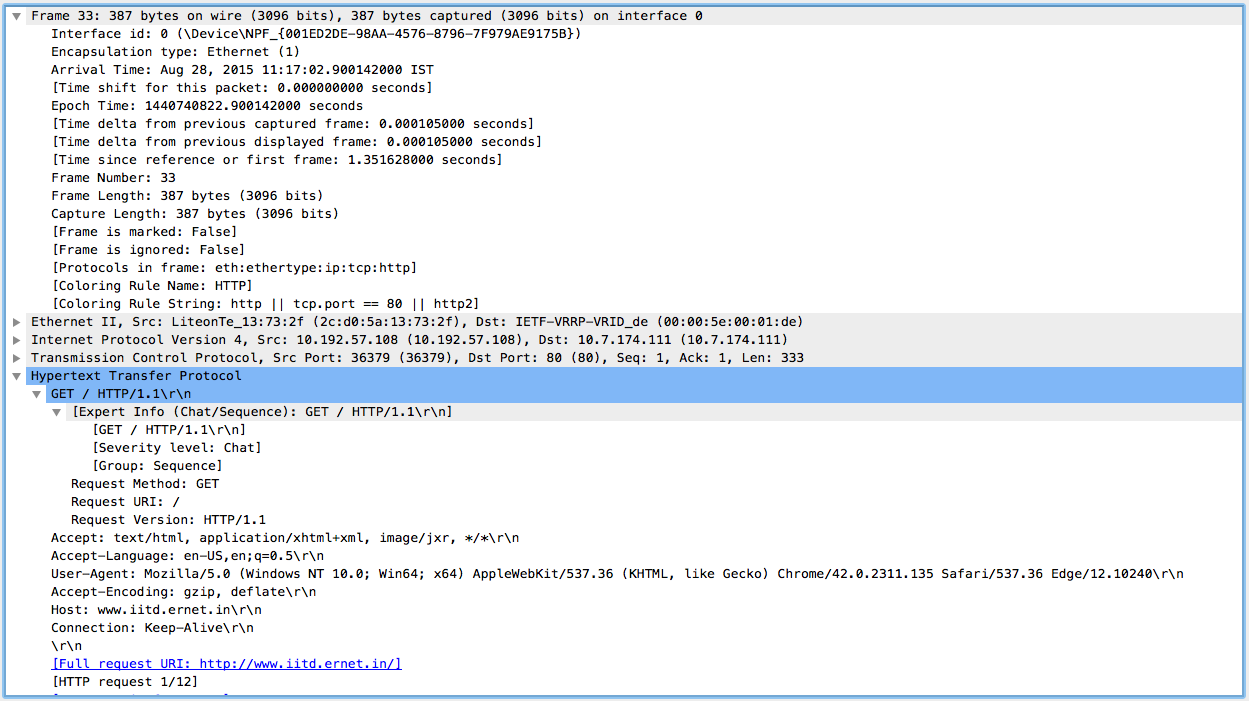 Frame 33: 387 bytes on wire (3096 bits), 387 bytes captured (3096 bits) on interface 0
Interface id: 0 (\Device\NPF_{001ED2DE-98AA-4576-8796-7F979AE9175B})
Encapsulation type: Ethernet (1)
Arrival Time: Aug 28, 2015 11:17:02.900142000 IST
[Time shift for this packet: 0.000000000 seconds]
Epoch Time: 1440740822.900142000 seconds
[Time delta from previous captured frame: 0.000105000 seconds]
[Time delta from previous displayed frame: 0.000105000 seconds]
[Time since reference or first frame: 1.351628000 seconds]
Frame Number: 33
Frame Length: 387 bytes (3096 bits)
Capture Length: 387 bytes (3096 bits)
[Frame is marked: False]
[Frame is ignored: False]
[Protocols in frame: eth:ethertype:ip:tcp:http]
[Coloring Rule Name: HTTP]
[Coloring Rule String: http || tcp.port == 80 || http2]
Ethernet II, Src: LiteonTe_13:73:2f (2c:d0:5a:13:73:2f), Dst: IETF-VRRP-VRID_de (00:00:5e:00:01:de)
Internet Protocol Version 4, Src: 10.192.57.108 (10.192.57.108), Dst: 10.7.174.111 (10.7.174.111)
Transmission Control Protocol, Src Port: 36379 (36379), Dst Port: 80 (80), Seq: 1, Ack: 1, Len: 333
Hypertext Transfer Protocol
GET / HTTP/1.1\r\n
[Expert Info (Chat/Sequence): GET / HTTP/1.1\r\n]
[GET / HTTP/1.1\r\n]
[Severity level: Chat]
[Group: Sequence]
Request Method: GET
Request URI: /
Request Version: HTTP/1.1
Accept: text/html, application/xhtml+xml, image/jxr, */*\r\n
Accept-Language: en-US,en;q=0.5\r\n
User-Agent: Mozilla/5.0 (Windows NT 10.0; Win64; x64) AppleWebKit/537.36 (KHTML, like Gecko) Chrome/42.0.2311.135 Safari/537.36 Edge/12.10240\r\n
Accept-Encoding: gzip, deflate\r\n
Host: www.iitd.ernet.in\r\n
Connection: Keep-Alive\r\n
\r\n
[Full request URI: http://www.iitd.ernet.in/]
[HTTP request 1/12]